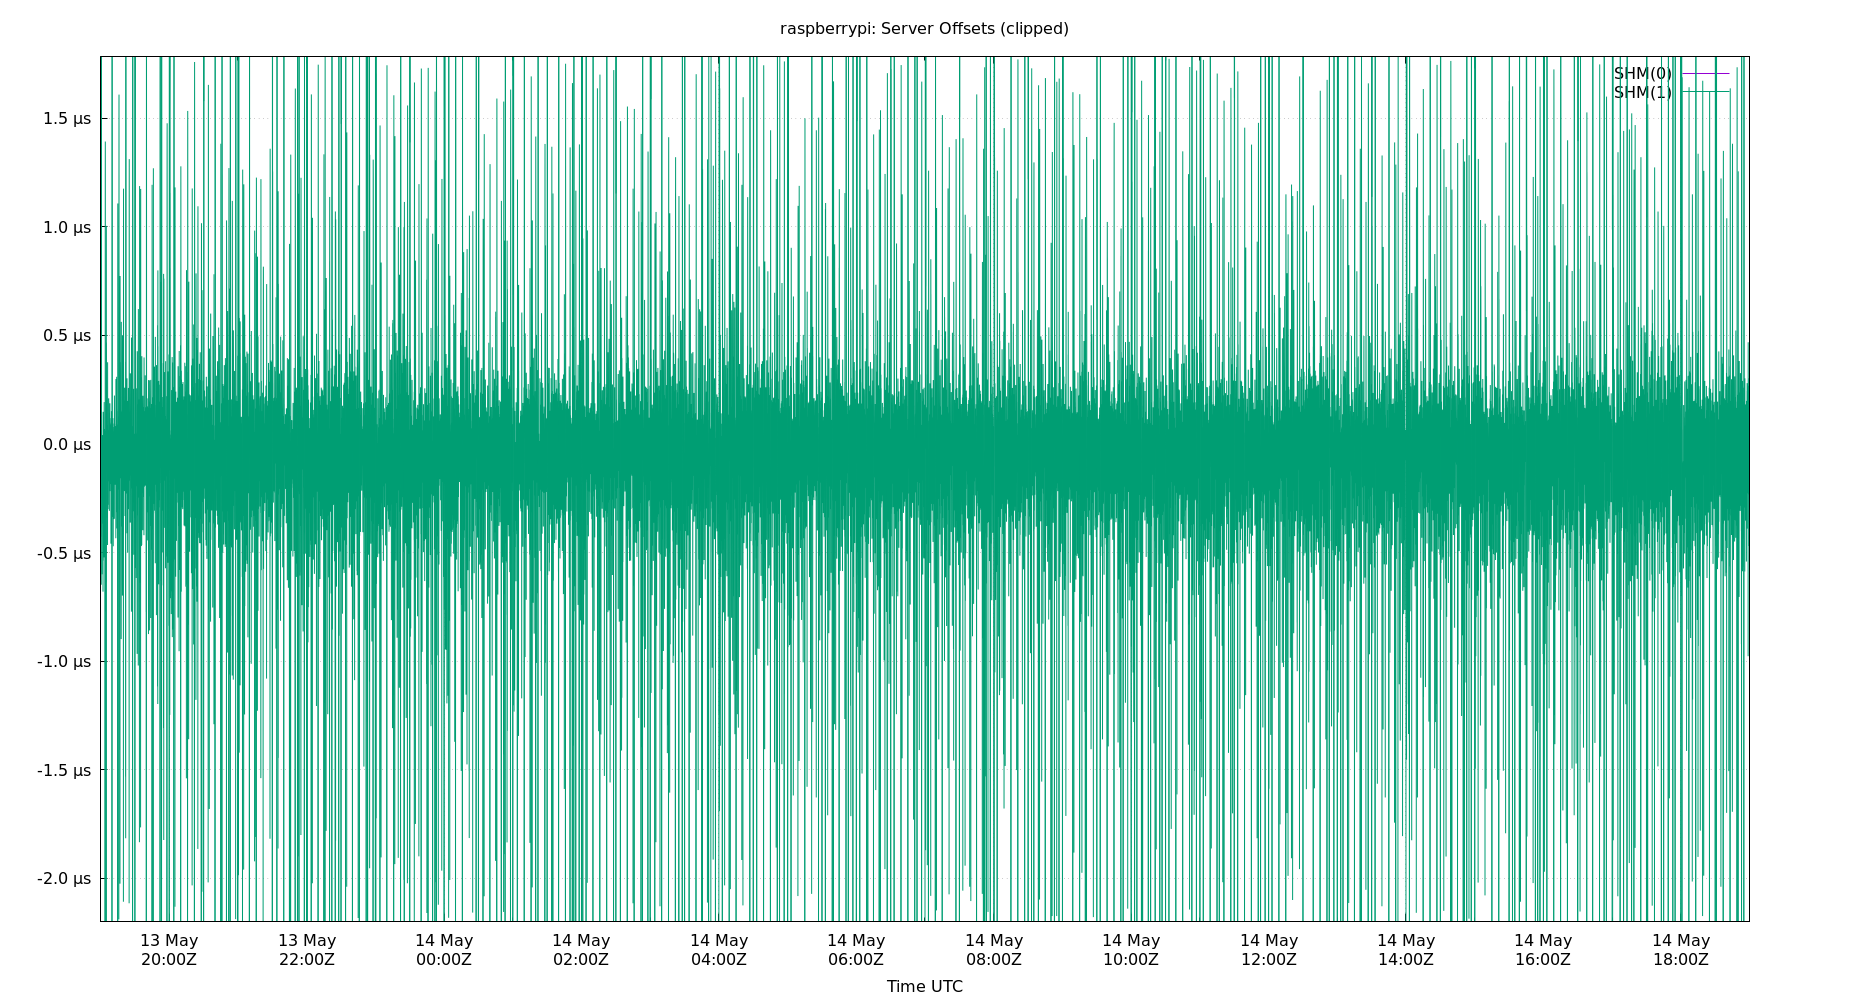 raspberrypi: Server Offsets (clipped)
SHM(0)
SHM(1)
1.5 µs
1.0 µs
0.5 µs
0.0 µs
-0.5 µs
-1.0 µs
-1.5 µs
-2.0 µs
13 May 13 May 14 May 14 May 14 May 14 May 14 May 14 May 14 May 14 May 14 May 14 May
20:00Z 22:00Z 00:00Z 02:00Z 04:00Z 06:00Z 08:00Z 10:00Z 12:00Z 14:00Z 16:00Z 18:00Z
Time UTC